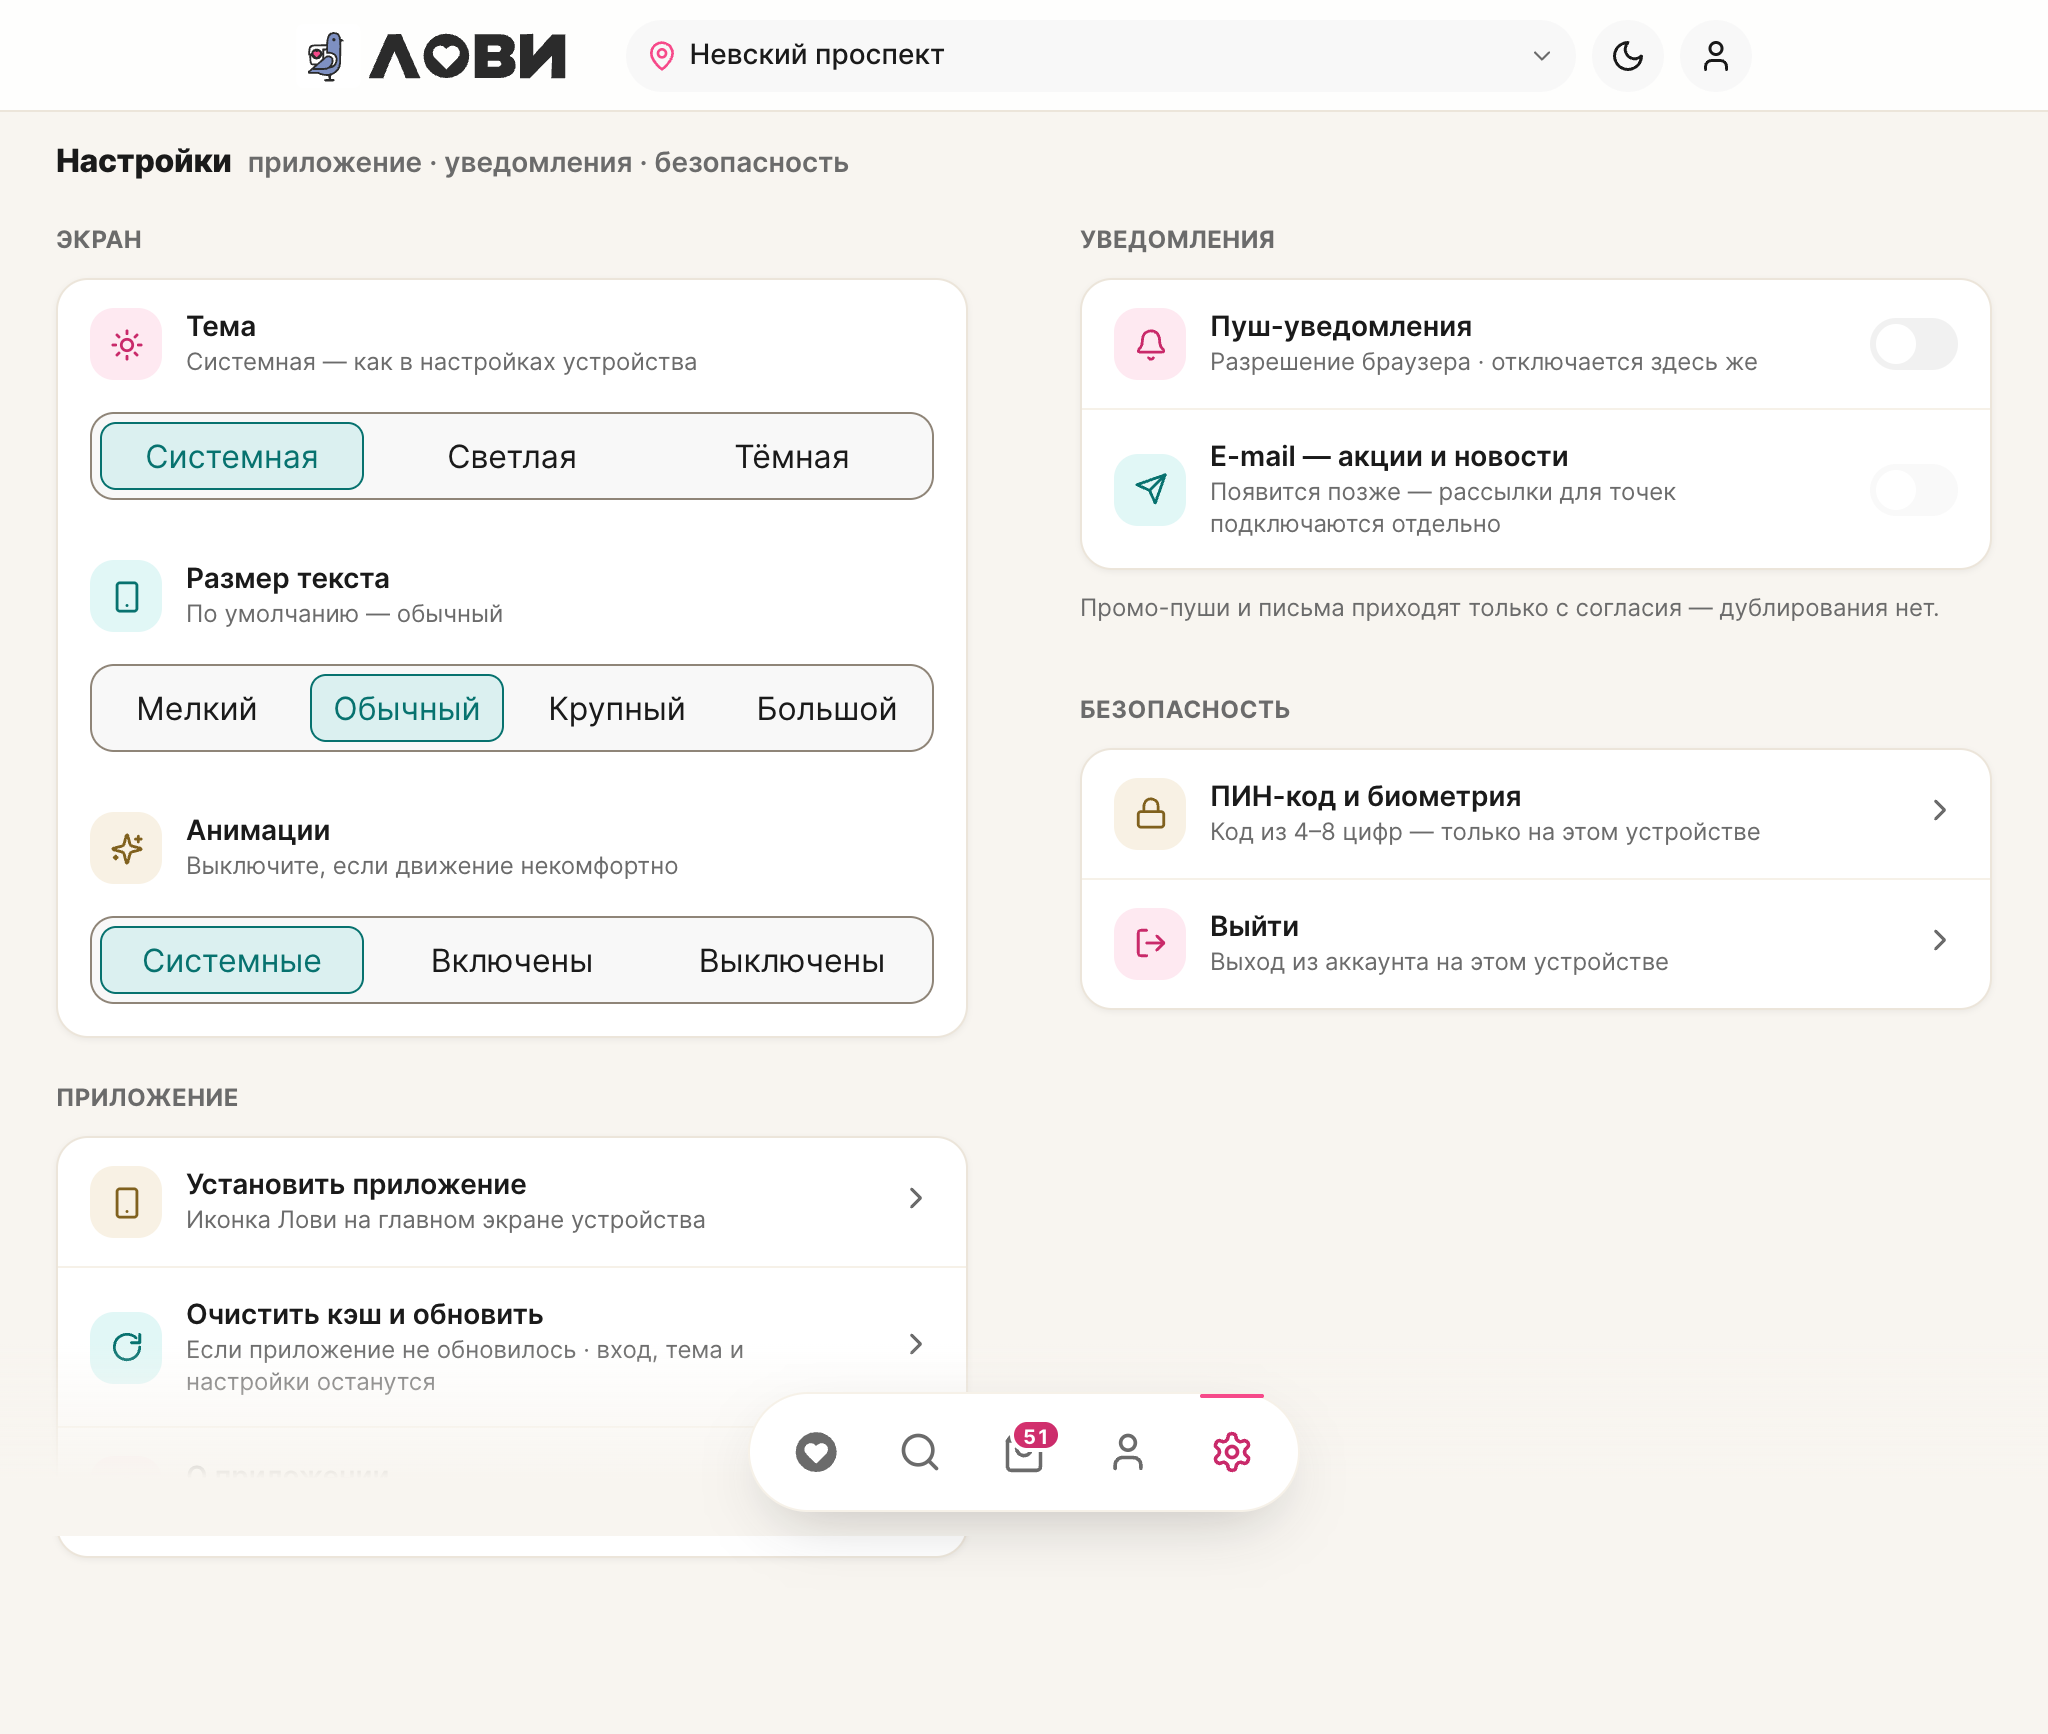 ЛОВИ
Невский проспект
Настройки приложение · уведомления · безопасность
ЭКРАН
Тема
Системная — как в настройках устройства
Системная Светлая Тёмная
Размер текста
По умолчанию — обычный
Мелкий Обычный Крупный Большой
Анимации
Выключите, если движение некомфортно
Системные Включены Выключены
ПРИЛОЖЕНИЕ
Установить приложение
Иконка Лови на главном экране устройства
Очистить кэш и обновить
Если приложение не обновилось · вход, тема и
настройки останутся
О приложении
УВЕДОМЛЕНИЯ
Пуш-уведомления
Разрешение браузера · отключается здесь же
E-mail — акции и новости
Появится позже — рассылки для точек
подключаются отдельно
Промо-пуши и письма приходят только с согласия — дублирования нет.
БЕЗОПАСНОСТЬ
ПИН-код и биометрия
Код из 4–8 цифр — только на этом устройстве
Выйти
Выход из аккаунта на этом устройстве
51